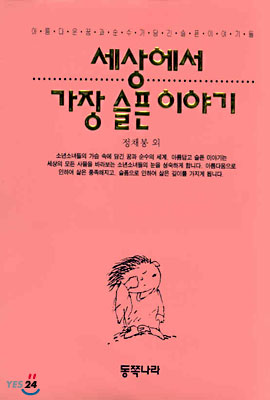 아름다운꿈과순수가담긴슬픈이야기들
세상에서
가장 슬픈 이야기
정채봉 외
소년소녀들의 가슴 속에 담긴 꿈과 순수의 세계. 아름답고 슬픈 이야기는
세상의 모든 사물을 바라보는 소년소녀들의 눈을 성숙하게 합니다. 아름다움으로
인하여 삶은 풍족해지고, 슬픔으로 인하여 삶은 깊이를 가지게 됩니다.
동쪽나라
YES24